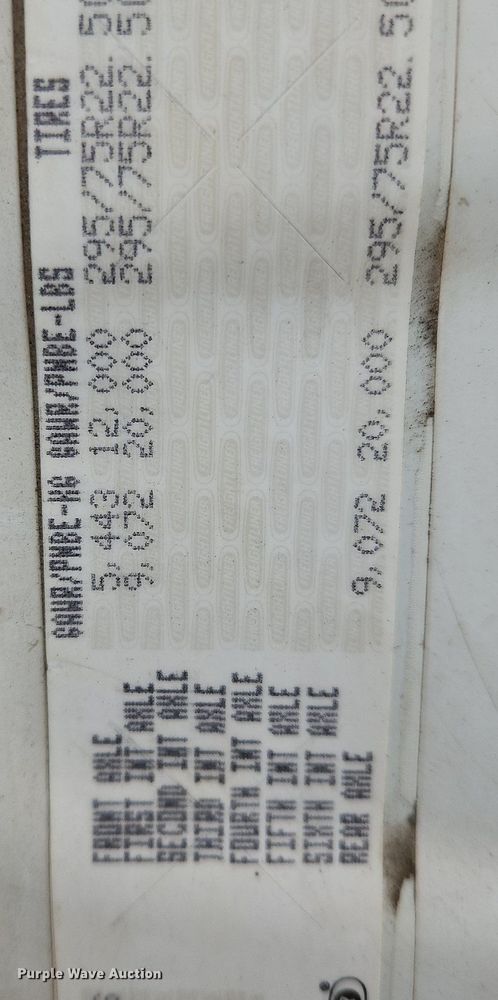 GAWR/PNBE-KG GAWR/PNBE-LBS TIRES
FRONT AXLE 5,443 12,000 295/75R22.5
FIRST INT AXLE 9,072 20,000 295/75R22.5
SECOND INT AXLE
THIRD INT AXLE
FOURTH INT AXLE
FIFTH INT AXLE
SIXTH INT AXLE
REAR AXLE 9,072 20,000 295/75R22.5
Purple Wave Auction